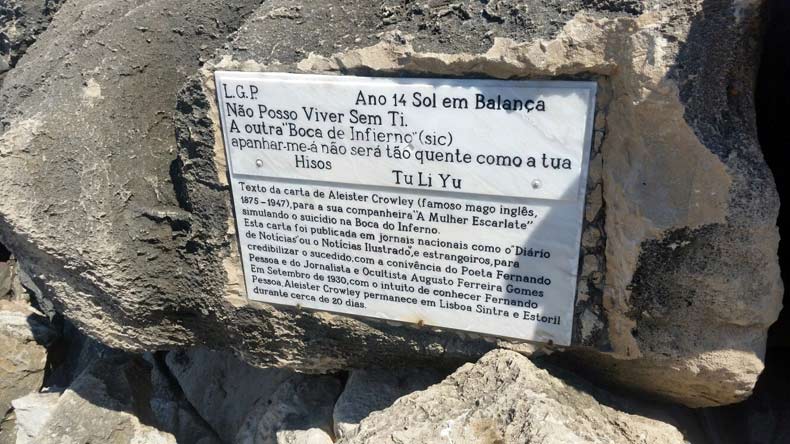 L.G.P. Ano 14 Sol em Balança
Não Posso Viver Sem Ti.
A outra "Boca de Infierno" (sic)
apanhar-me-á não será tão quente como a tua
Hisos
Tu Li Yu
Texto da carta de Aleister Crowley (famoso mago inglês,
1875-1947), para a sua companheira "A Mulher Escarlate"
simulando o suicídio na Boca do Inferno.
Esta carta foi publicada em jornais nacionais como o "Diário
de Notícias" ou o Notícias Ilustrado", e estrangoiros, para
credibilizar o sucedido, com a convivência do Poeta Fernando
Pessoa e do Jornalista e Ocultista Augusto Ferreira Gomes
Em Setembro de 1930, com o intuito de conhecer Fernando
Pessoa, Aleister Crowley permanece em Lisboa Sintra e Estoril
durante cerca de 20 dias.